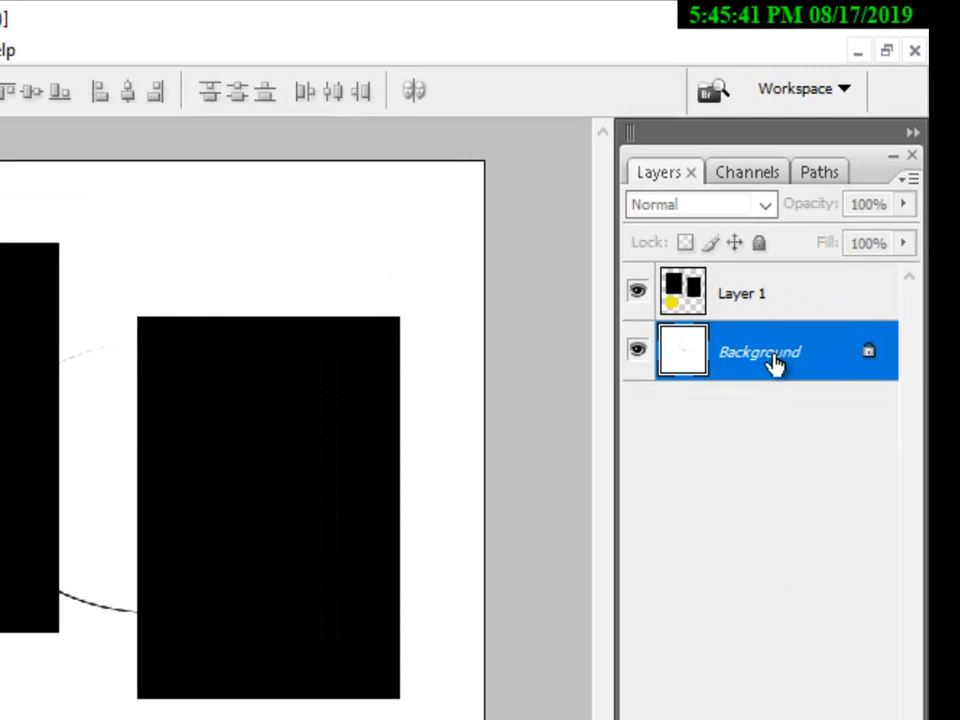 5:45:41 PM 08/17/2019
)]
elp
Br
Workspace
Layers
Channels
Paths
Normal
Opacity: 100%
Lock:
Fill: 100%
Layer 1
Background